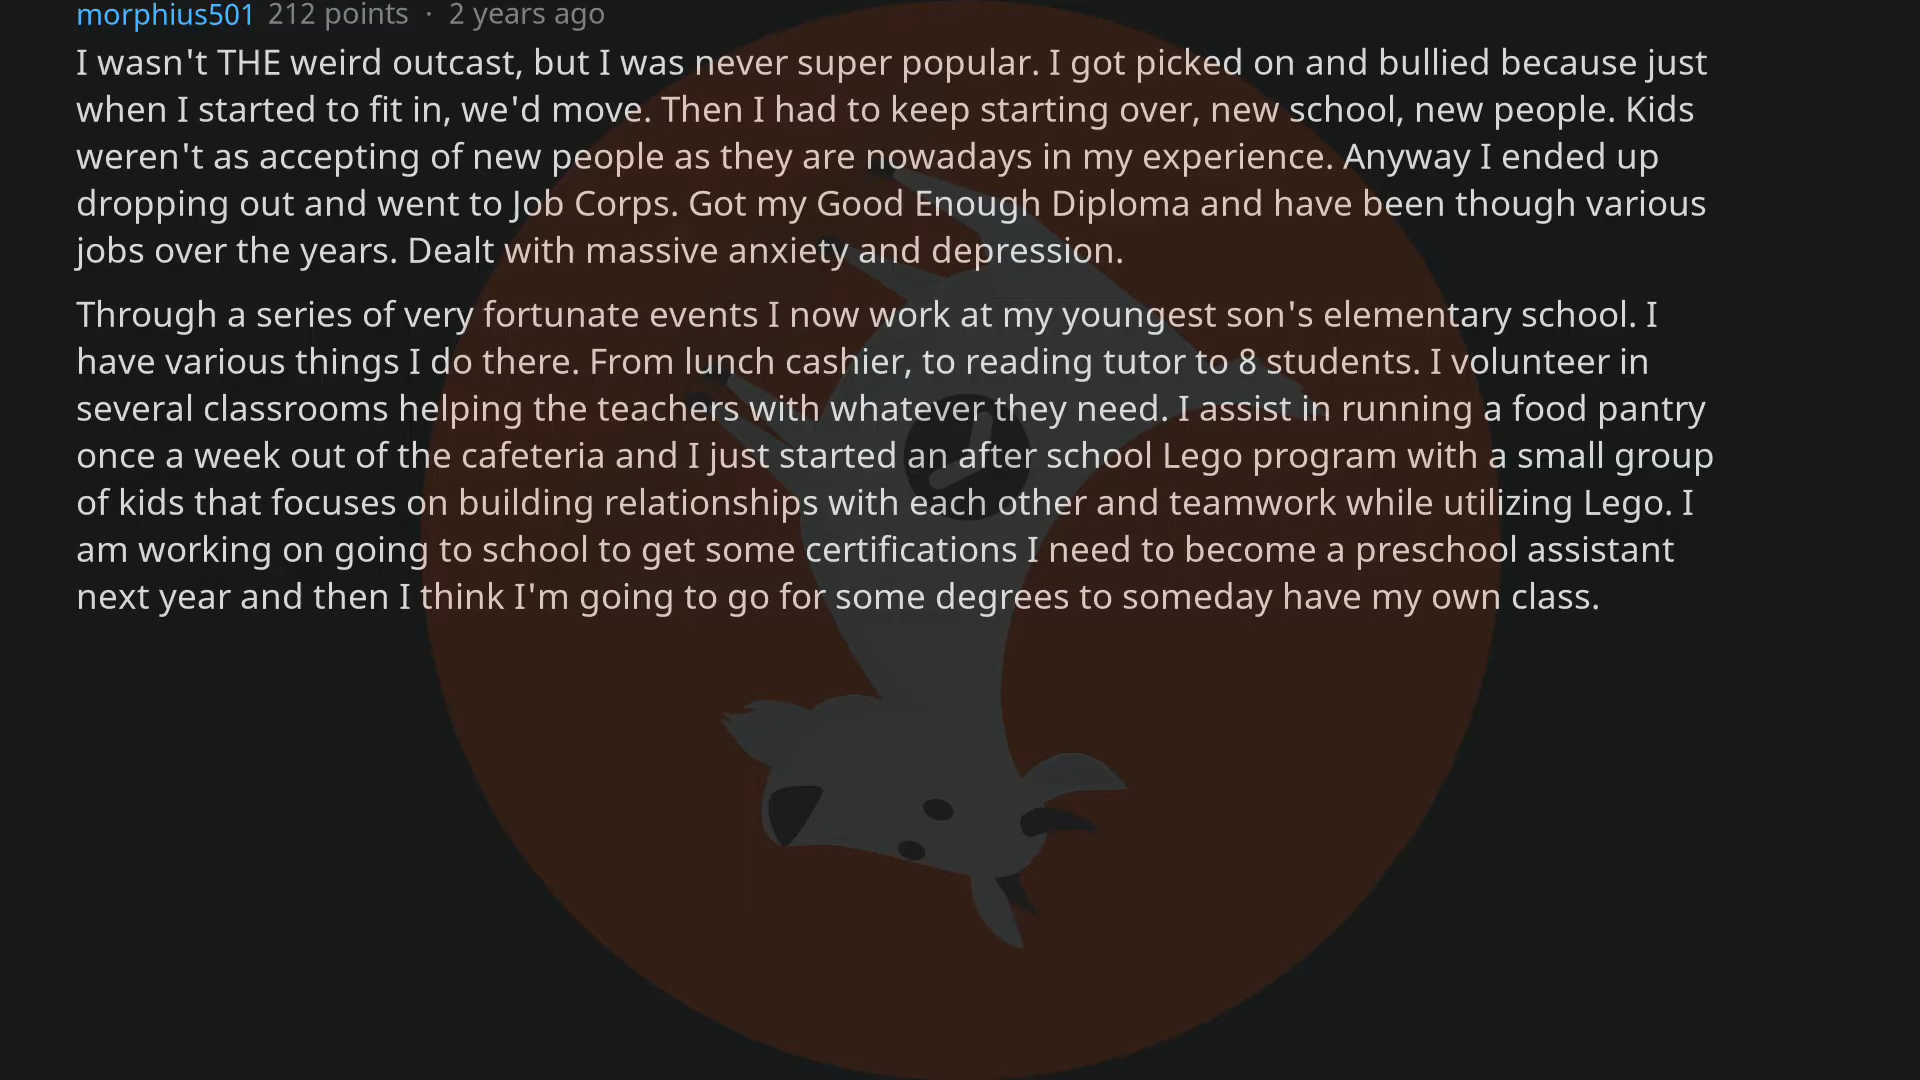 morphius501 212 points · 2 years ago
I wasn't THE weird outcast, but I was never super popular. I got picked on and bullied because just
when I started to fit in, we'd move. Then I had to keep starting over, new school, new people. Kids
weren't as accepting of new people as they are nowadays in my experience. Anyway I ended up
dropping out and went to Job Corps. Got my Good Enough Diploma and have been though various
jobs over the years. Dealt with massive anxiety and depression.
Through a series of very fortunate events I now work at my youngest son's elementary school. I
have various things I do there. From lunch cashier, to reading tutor to 8 students. I volunteer in
several classrooms helping the teachers with whatever they need. I assist in running a food pantry
once a week out of the cafeteria and I just started an after school Lego program with a small group
of kids that focuses on building relationships with each other and teamwork while utilizing Lego. I
am working on going to school to get some certifications I need to become a preschool assistant
next year and then I think I'm going to go for some degrees to someday have my own class.